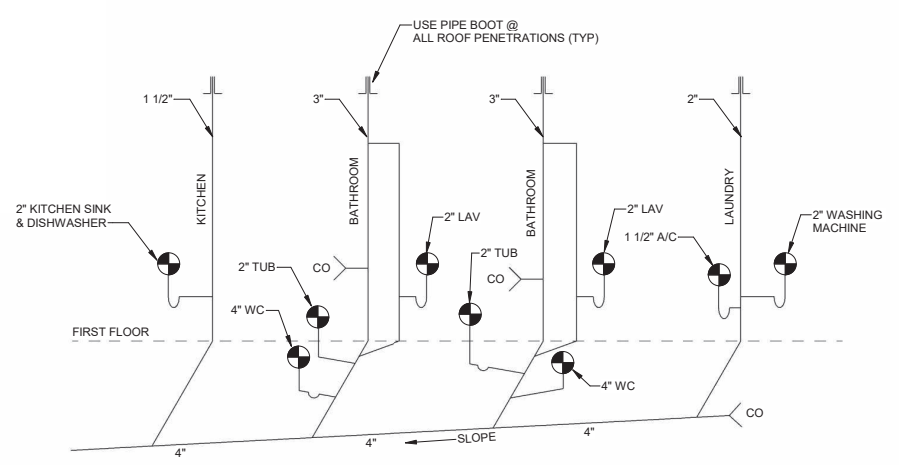 USE PIPE BOOT @
ALL ROOF PENETRATIONS (TYP)
1 1/2"
3"
3"
2"
KITCHEN
BATHROOM
BATHROOM
LAUNDRY
2" KITCHEN SINK
& DISHWASHER
2" LAV
2" LAV
2" WASHING
MACHINE
1 1/2" A/C
2" TUB
CO
2" TUB
CO
4" WC
FIRST FLOOR
4" WC
CO
SLOPE
4"
4"
4"